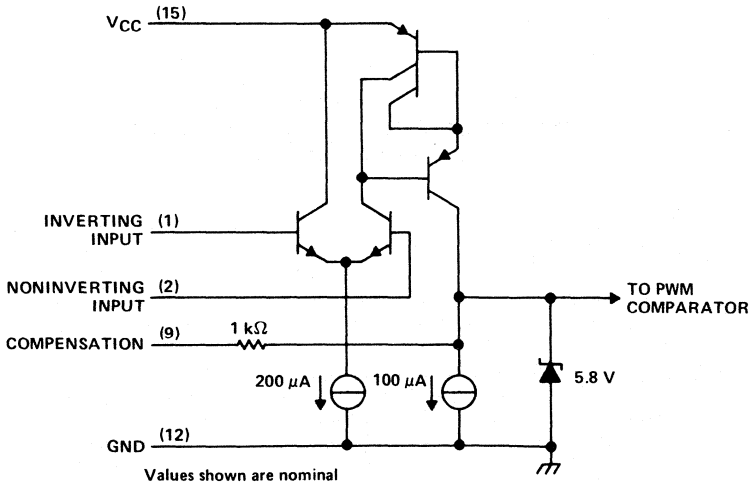 VCC (15)
INVERTING (1)
INPUT
NONINVERTING (2)
INPUT
TO PWM
COMPARATOR
COMPENSATION (9) 1 kΩ
200 μA
100 μA
5.8 V
GND (12)
Values shown are nominal